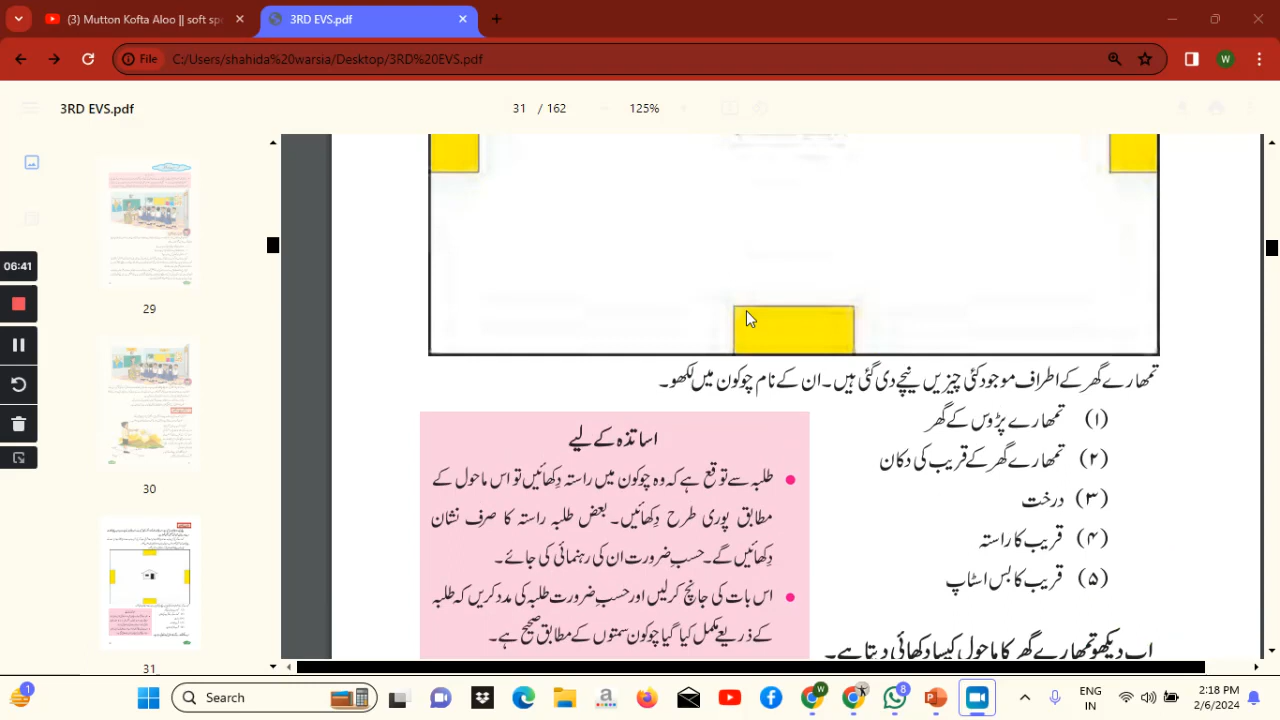 (3) Mutton Kofta Aloo || soft sp
3RD EVS.pdf
File
C:/Users/shahida%20warsia/Desktop/3RD%20EVS.pdf
W
3RD EVS.pdf
31 / 162
125%
06:41
29
30
31
تمھارے گھر کے اطراف موجود کئی چیزیں نیچے دی گئی ہیں۔ ان کے نام چوکون میں لکھو۔
(۱) تمھارے پڑوس کے گھر
(۲) تمھارے گھر کے قریب کی دکان
(۳) درخت
(۴) قریب کا راستہ
(۵) قریب کا بس اسٹاپ
اب دیکھو تمھارے گھر کا ماحول کیسا دکھائی دیتا ہے۔
اساتذہ کے لیے
طلبہ سے توقع ہے کہ وہ چوکون میں راستہ دکھائیں تو اس ماحول کے
مطابق پوری طرح دکھائیں گے۔ بعض طلبہ راستہ کا صرف نشان
دکھائیں گے۔ حسب ضرورت ان کی رہنمائی کی جائے۔
اس بات کی جانچ کرلیں اور حسب ضرورت طلبہ کی مدد کریں کہ طلبہ
کے ذریعے مکمل کیا گیا چوکون میں سے صحیح ہے۔
Search
ENG
IN
2:18 PM
2/6/2024
1
8